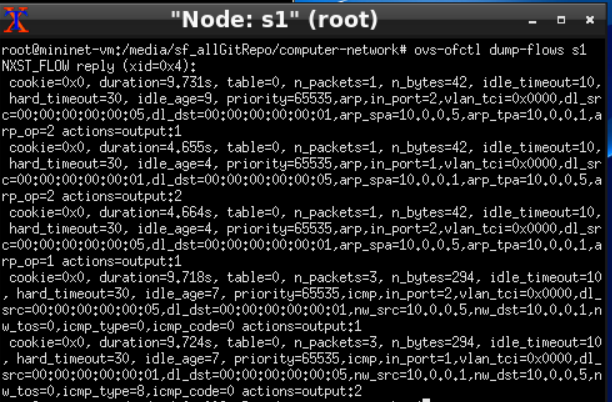 "Node: s1" (root)
root@mininet-vm:/media/sf_allGitRepo/computer-network# ovs-ofctl dump-flows s1
NXST_FLOW reply (xid=0x4):
 cookie=0x0, duration=9.731s, table=0, n_packets=1, n_bytes=42, idle_timeout=10,
 hard_timeout=30, idle_age=9, priority=65535,arp,in_port=2,vlan_tci=0x0000,dl_sr
c=00:00:00:00:00:05,dl_dst=00:00:00:00:00:01,arp_spa=10.0.0.5,arp_tpa=10.0.0.1,a
rp_op=2 actions=output:1
 cookie=0x0, duration=4.655s, table=0, n_packets=1, n_bytes=42, idle_timeout=10,
 hard_timeout=30, idle_age=4, priority=65535,arp,in_port=1,vlan_tci=0x0000,dl_sr
c=00:00:00:00:00:01,dl_dst=00:00:00:00:00:05,arp_spa=10.0.0.1,arp_tpa=10.0.0.5,a
rp_op=2 actions=output:2
 cookie=0x0, duration=4.664s, table=0, n_packets=1, n_bytes=42, idle_timeout=10,
 hard_timeout=30, idle_age=4, priority=65535,arp,in_port=2,vlan_tci=0x0000,dl_sr
c=00:00:00:00:00:05,dl_dst=00:00:00:00:00:01,arp_spa=10.0.0.5,arp_tpa=10.0.0.1,a
rp_op=1 actions=output:1
 cookie=0x0, duration=9.718s, table=0, n_packets=3, n_bytes=294, idle_timeout=10
, hard_timeout=30, idle_age=7, priority=65535,icmp,in_port=2,vlan_tci=0x0000,dl_
src=00:00:00:00:00:05,dl_dst=00:00:00:00:00:01,nw_src=10.0.0.5,nw_dst=10.0.0.1,n
w_tos=0,icmp_type=0,icmp_code=0 actions=output:1
 cookie=0x0, duration=9.724s, table=0, n_packets=3, n_bytes=294, idle_timeout=10
, hard_timeout=30, idle_age=7, priority=65535,icmp,in_port=1,vlan_tci=0x0000,dl_
src=00:00:00:00:00:01,dl_dst=00:00:00:00:00:05,nw_src=10.0.0.1,nw_dst=10.0.0.5,n
w_tos=0,icmp_type=8,icmp_code=0 actions=output:2